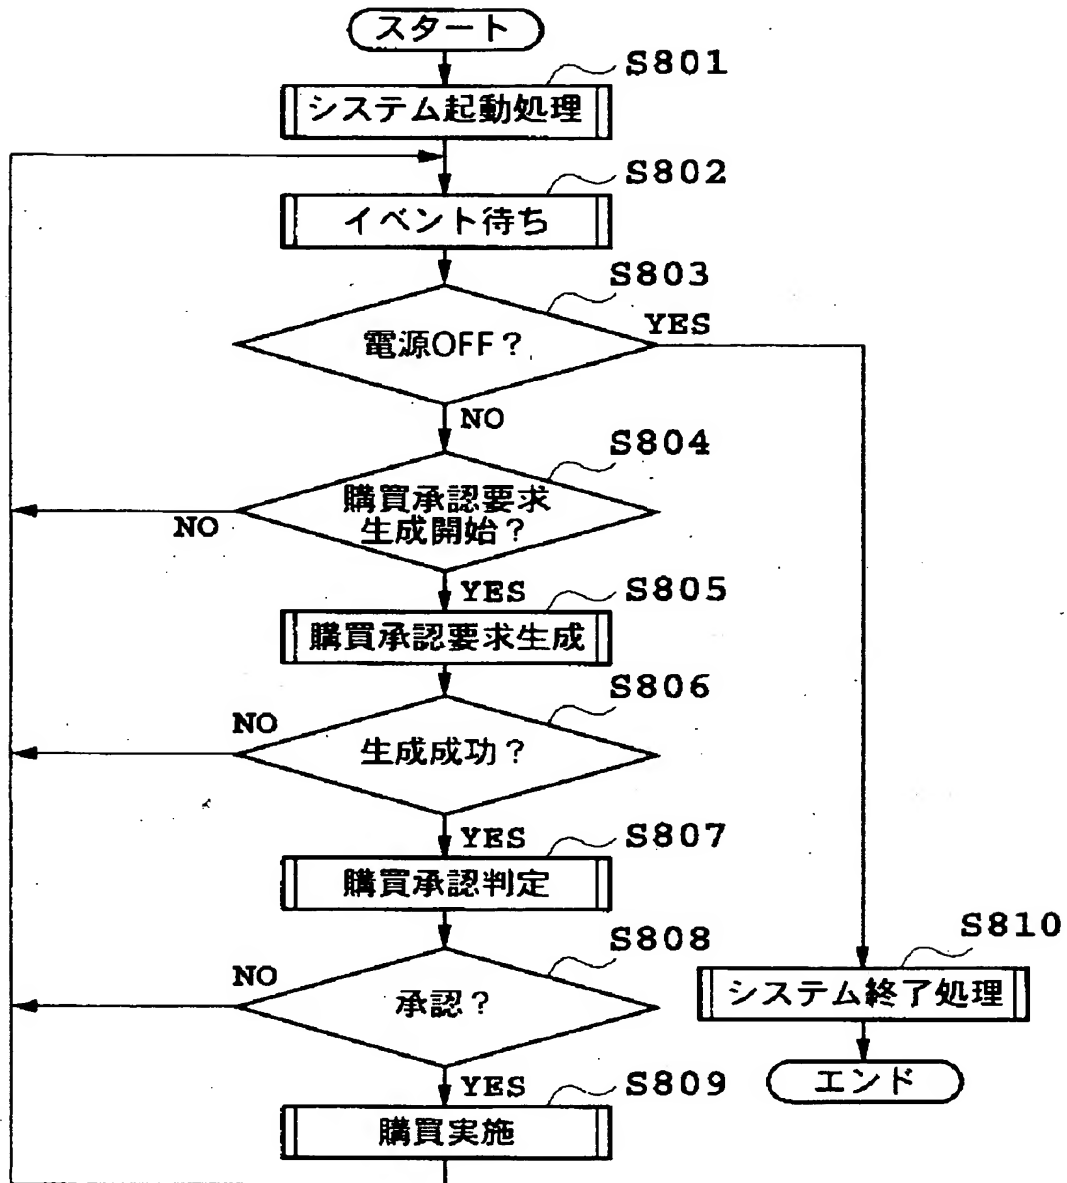 スタート
S801
システム起動処理
S802
イベント待ち
S803
電源OFF?
YES
NO
S804
購買承認要求
生成開始?
NO
YES
S805
購買承認要求生成
S806
NO
生成成功?
YES
S807
購買承認判定
S808
NO
承認?
S810
システム終了処理
YES
S809
エンド
購買実施